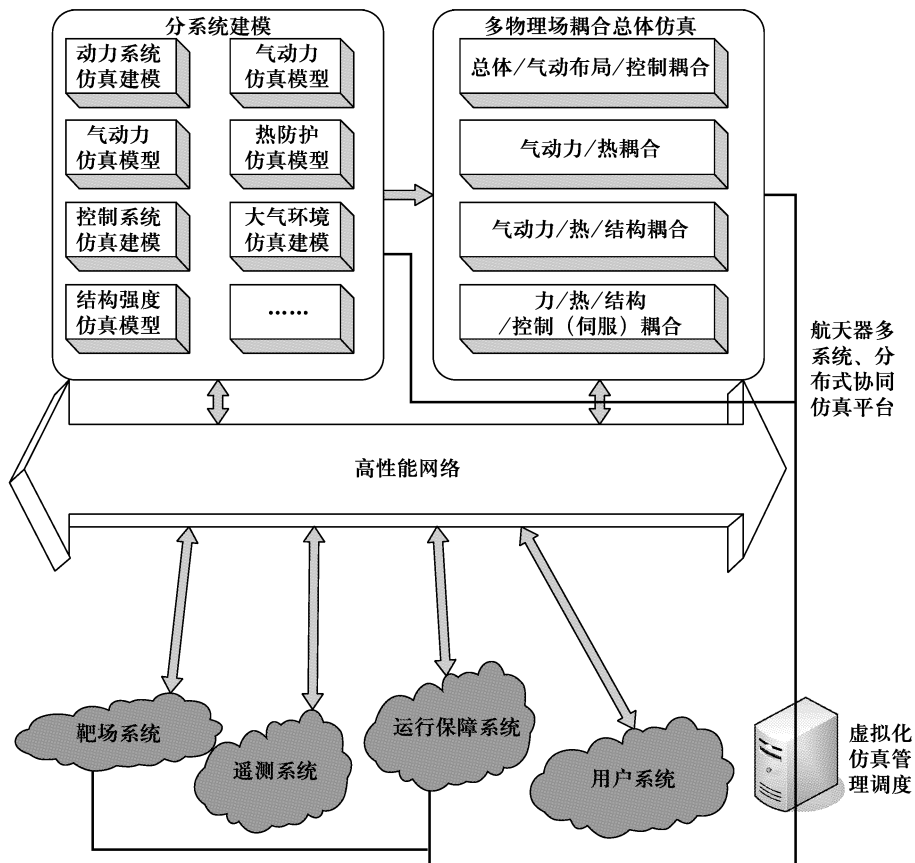 分系统建模
动力系统
仿真建模
气动力
仿真模型
气动力
仿真模型
热防护
仿真模型
控制系统
仿真建模
大气环境
仿真建模
结构强度
仿真模型
……
多物理场耦合总体仿真
总体/气动布局/控制耦合
气动力/热耦合
气动力/热/结构耦合
力/热/结构
/控制（伺服）耦合
航天器多
系统、分
布式协同
仿真平台
高性能网络
靶场系统
遥测系统
运行保障系统
用户系统
虚拟化
仿真管
理调度